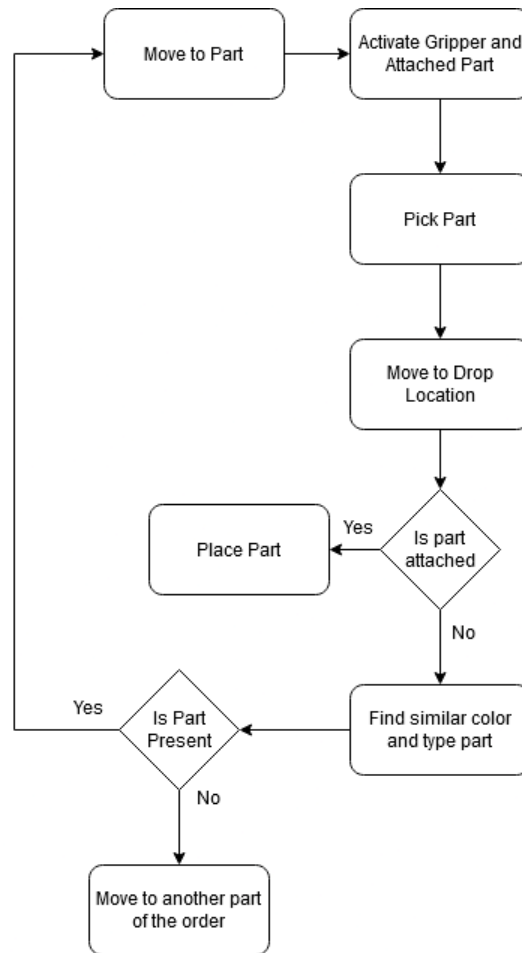 Move to Part
Activate Gripper and
Attached Part
Pick Part
Move to Drop
Location
Is part
attached
Yes
Place Part
No
Find similar color
and type part
Is Part
Present
Yes
No
Move to another part
of the order